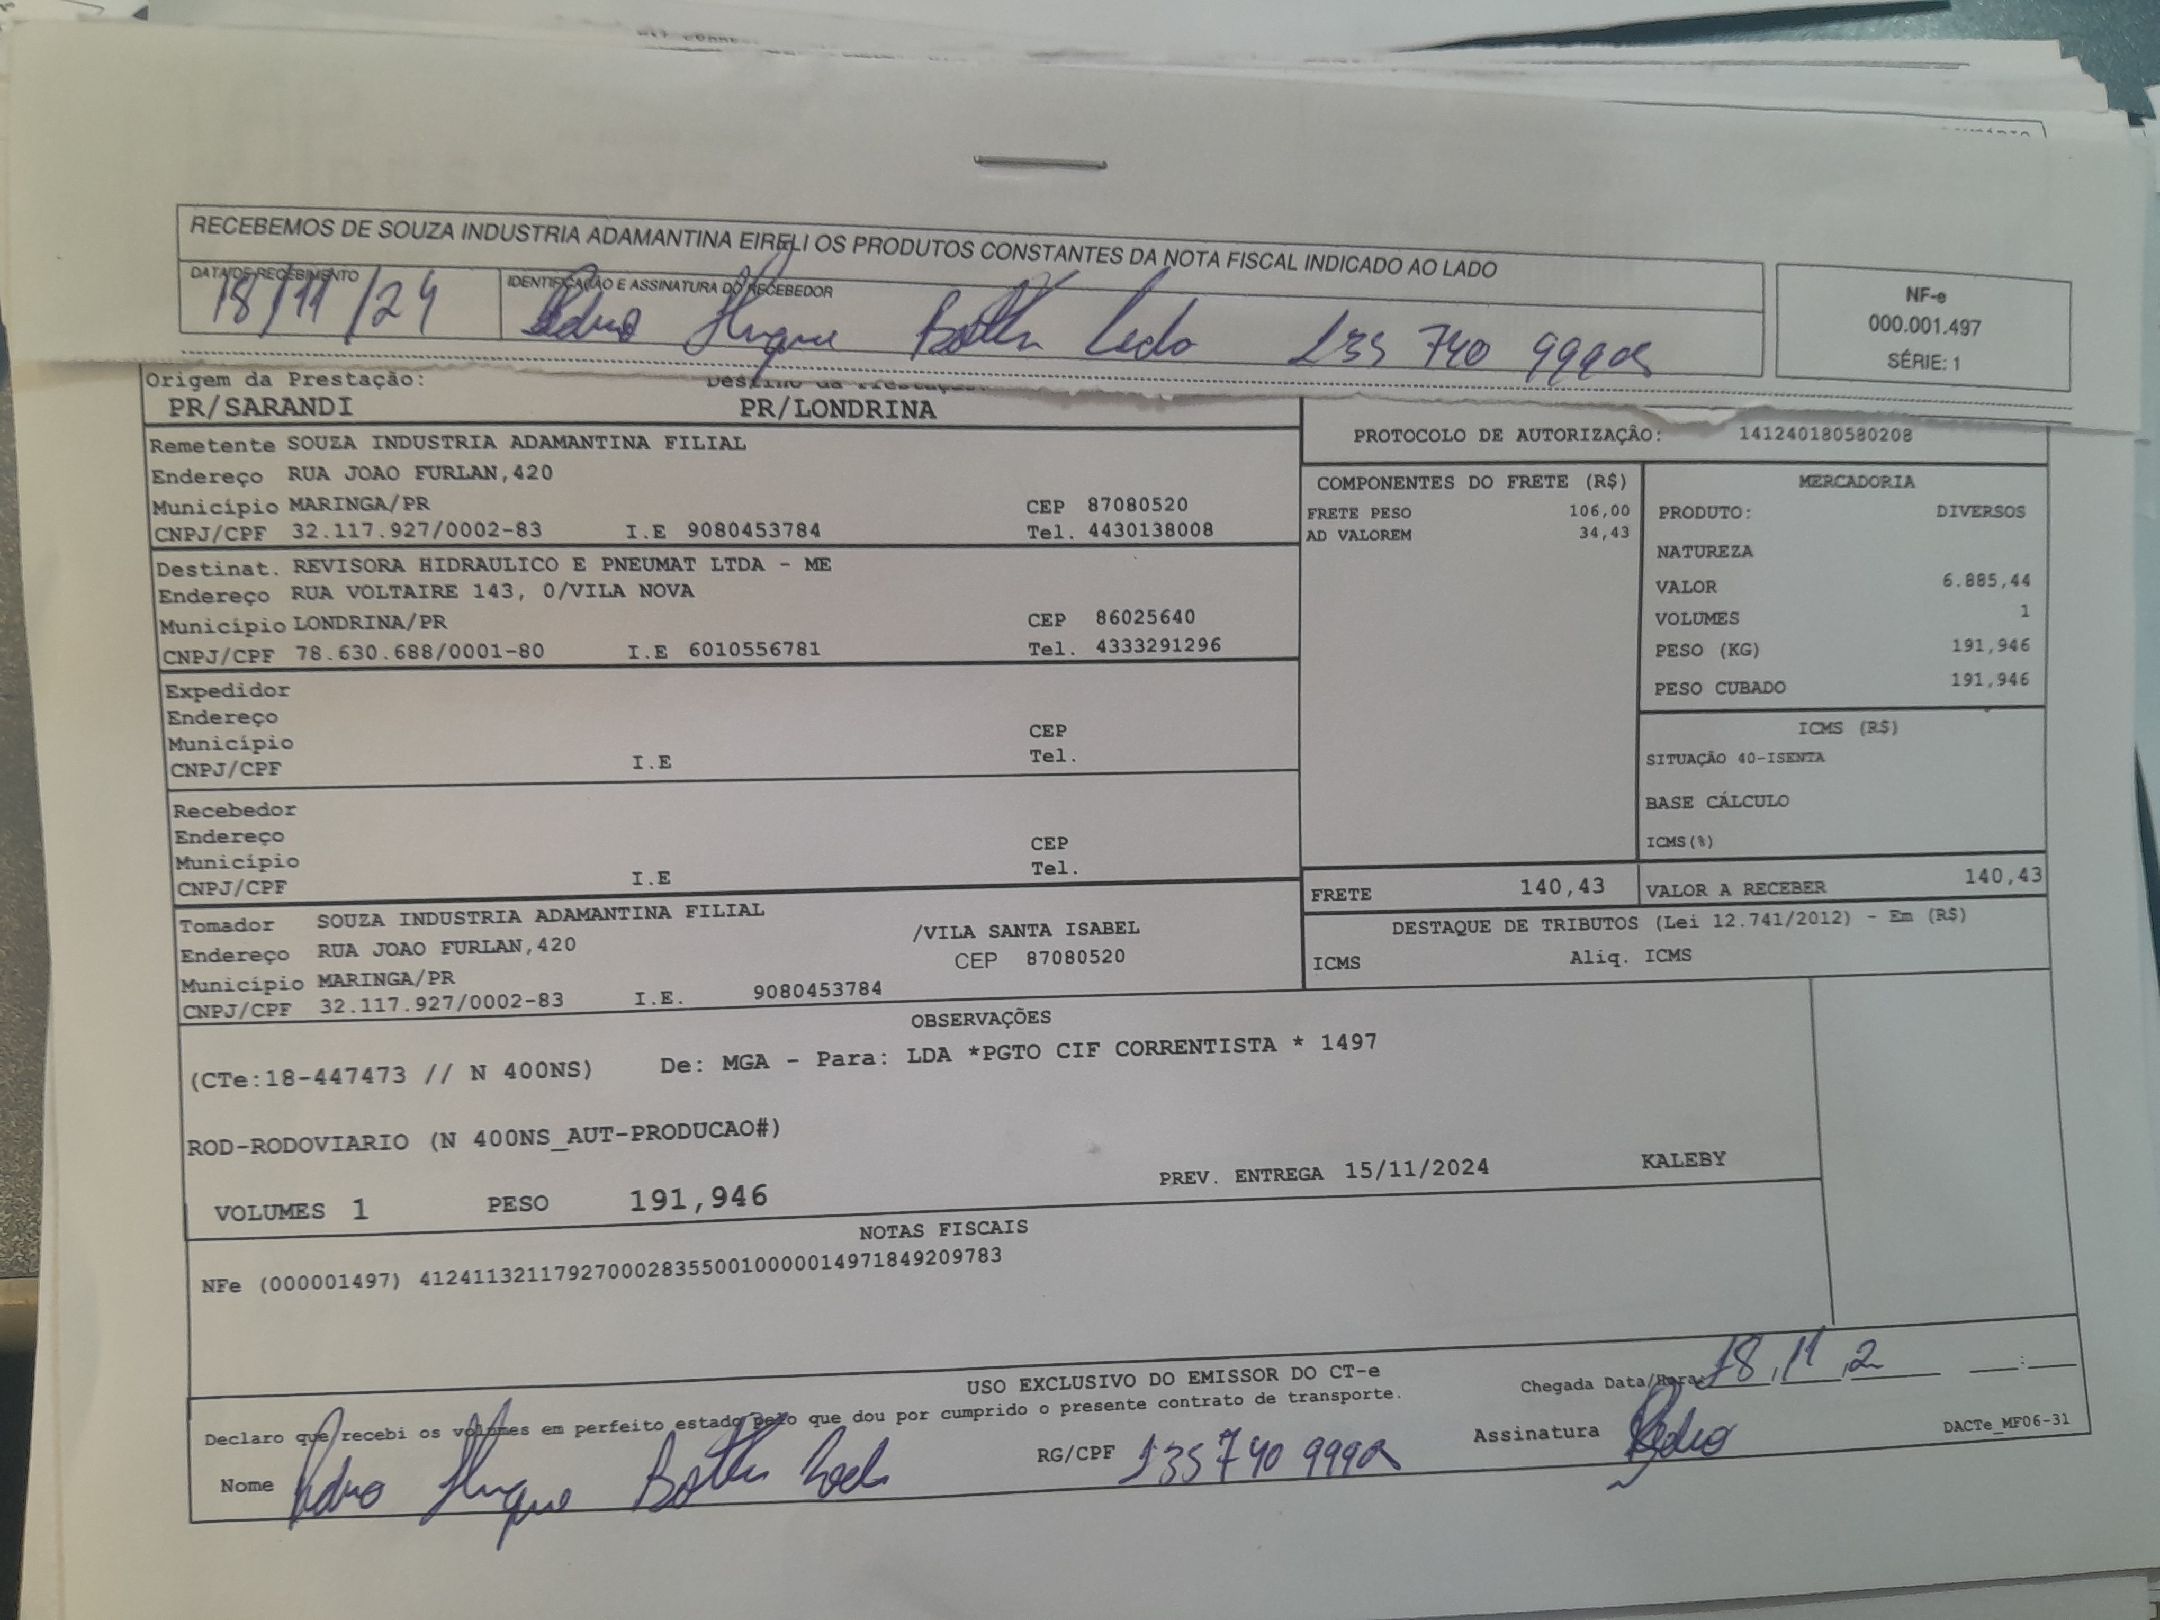 RECEBEMOS DE SOUZA INDUSTRIA ADAMANTINA EIRELI OS PRODUTOS CONSTANTES DA NOTA FISCAL INDICADO AO LADO
DATA DE RECEBIMENTO
18/11/24
IDENTIFICAÇÃO E ASSINATURA DO RECEBEDOR
Pedro
NF-e
000.001.497
SÉRIE: 1
Origem da Prestação: Destino da Prestação:
PR/SARANDI PR/LONDRINA
PROTOCOLO DE AUTORIZAÇÃO: 141240180580208
Remetente SOUZA INDUSTRIA ADAMANTINA FILIAL
Endereço RUA JOAO FURLAN,420
Município MARINGA/PR CEP 87080520
CNPJ/CPF 32.117.927/0002-83 I.E 9080453784 Tel. 4430138008
Destinat. REVISORA HIDRAULICO E PNEUMAT LTDA - ME
Endereço RUA VOLTAIRE 143, 0/VILA NOVA
Município LONDRINA/PR CEP 86025640
CNPJ/CPF 78.630.688/0001-80 I.E 6010556781 Tel. 4333291296
Expedidor
Endereço
Município CEP
CNPJ/CPF I.E Tel.
Recebedor
Endereço
Município CEP
CNPJ/CPF I.E Tel.
Tomador SOUZA INDUSTRIA ADAMANTINA FILIAL
Endereço RUA JOAO FURLAN,420 /VILA SANTA ISABEL
Município MARINGA/PR CEP 87080520
CNPJ/CPF 32.117.927/0002-83 I.E. 9080453784
COMPONENTES DO FRETE (R$)
FRETE PESO 106,00
AD VALOREM 34,43
MERCADORIA
PRODUTO: DIVERSOS
NATUREZA
VALOR 6.885,44
VOLUMES 1
PESO (KG) 191,946
PESO CUBADO 191,946
ICMS (R$)
SITUAÇÃO 40-ISENTA
BASE CÁLCULO
ICMS(%)
FRETE 140,43 VALOR A RECEBER 140,43
DESTAQUE DE TRIBUTOS (Lei 12.741/2012) - Em (R$)
ICMS Aliq. ICMS
OBSERVAÇÕES
(CTe:18-447473 // N 400NS) De: MGA - Para: LDA *PGTO CIF CORRENTISTA * 1497
ROD-RODOVIARIO (N 400NS_AUT-PRODUCAO#)
VOLUMES 1 PESO 191,946 PREV. ENTREGA 15/11/2024 KALEBY
NOTAS FISCAIS
NFe (000001497) 41241132117927000283550010000014971849209783
USO EXCLUSIVO DO EMISSOR DO CT-e
Declaro que recebi os volumes em perfeito estado pelo que dou por cumprido o presente contrato de transporte.
Chegada Data/Hora: 18 11 2
Nome Pedro
RG/CPF
Assinatura Pedro
DACTe_MF06-31